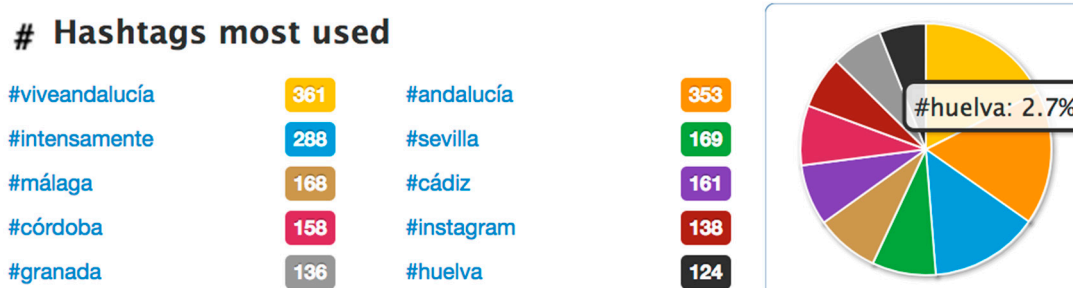 # Hashtags most used
#viveandalucía 361 #andalucía 353
#intensamente 288 #sevilla 169
#málaga 168 #cádiz 161
#córdoba 158 #instagram 138
#granada 136 #huelva 124
#huelva: 2.7%